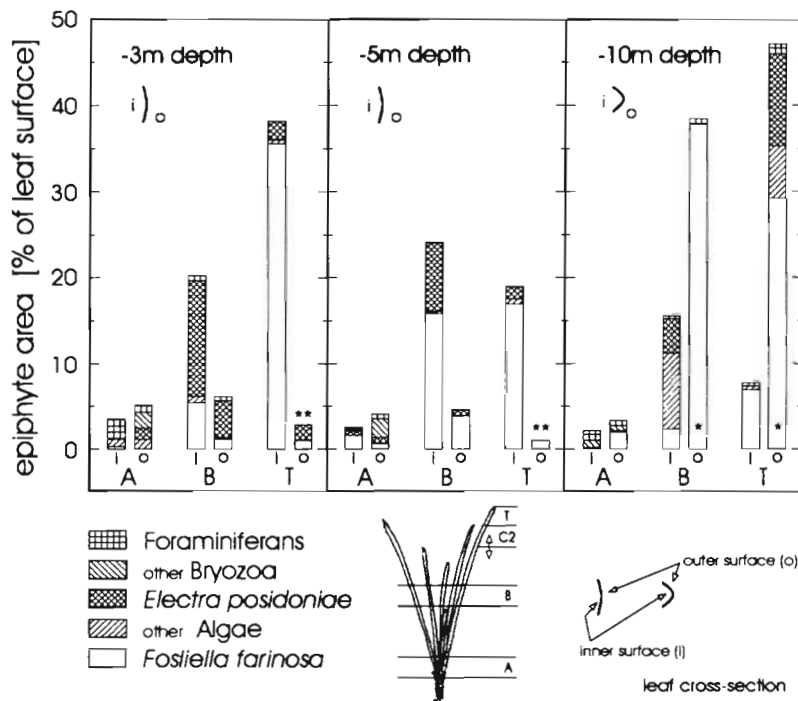 epiphyte area [% of leaf surface]
50
40
30
20
10
0
-3m depth
i o
**
i o i o i o
A B T
-5m depth
i o
**
i o i o i o
A B T
-10m depth
i o
* *
i o i o i o
A B T
Foraminiferans
other Bryozoa
Electra posidoniae
other Algae
Fosliella farinosa
T
C2
B
A
outer surface (o)
inner surface (i)
leaf cross-section